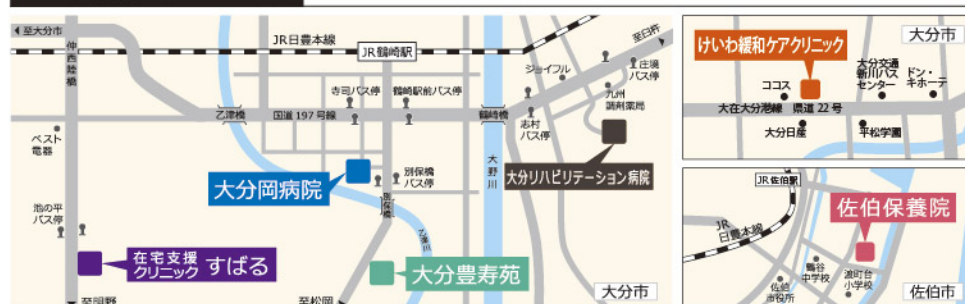 至大分市
仲西陸橋
JR日豊本線
JR鶴崎駅
至臼杵
ジョイフル
庄境
バス停
寺司バス停
鶴崎駅前バス停
九州
調剤薬局
乙津橋
国道197号線
鶴崎橋
志村
バス停
ベスト
電器
大分岡病院
別保橋
バス停
別保橋
大野川
大分リハビリテーション病院
池の平
バス停
乙津川
在宅支援
クリニック すばる
大分豊寿苑
至明野
至松岡
大分市
けいわ緩和ケアクリニック
大分市
ココス
大分交通
新川バス
センター
ドン・
キホーテ
大在大分港線 県道22号
大分日産
平松学園
JR佐伯駅
佐伯保養院
JR
日豊本線
鶴谷
中学校
渡町台
小学校
佐伯
市役所
佐伯市